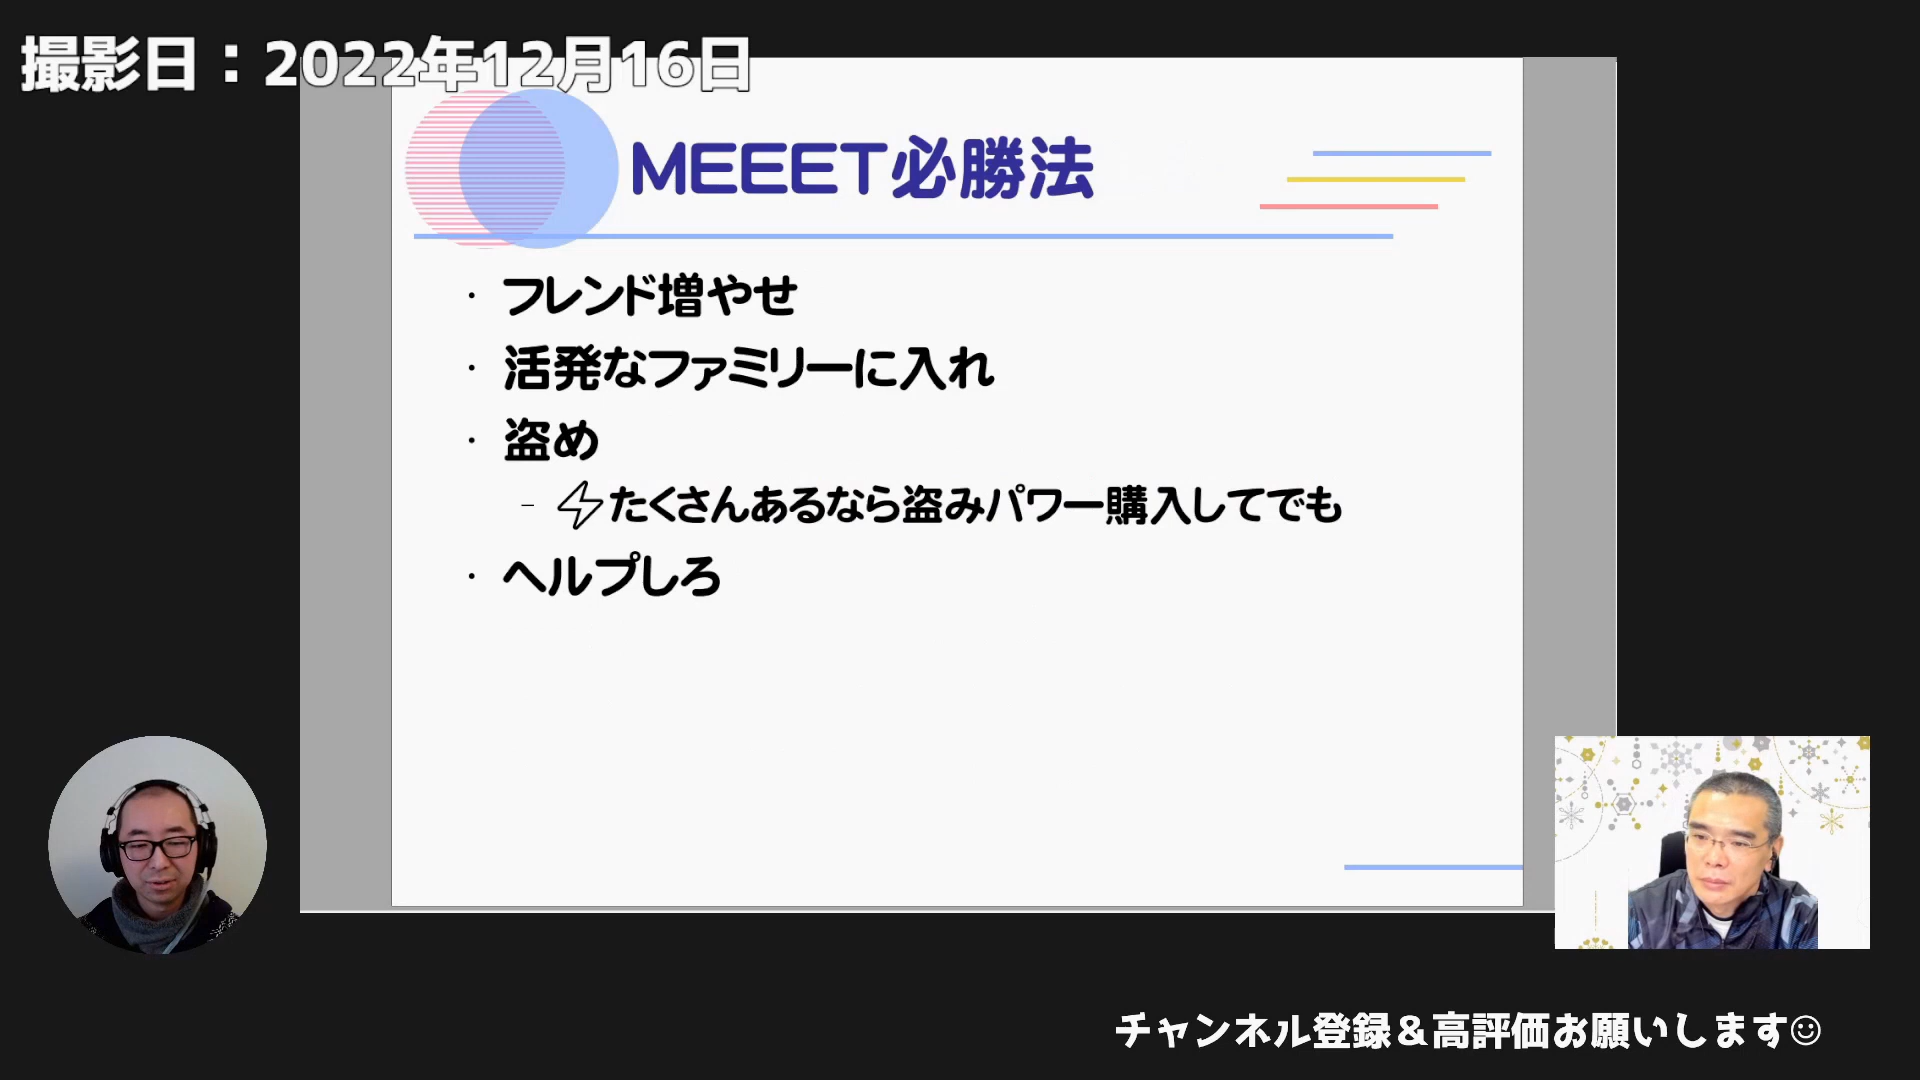 撮影日：2022年12月16日
MEEET必勝法
・ フレンド増やせ
・ 活発なファミリーに入れ
・ 盗め
– ⚡たくさんあるなら盗みパワー購入してでも
・ ヘルプしろ
チャンネル登録＆高評価お願いします☺